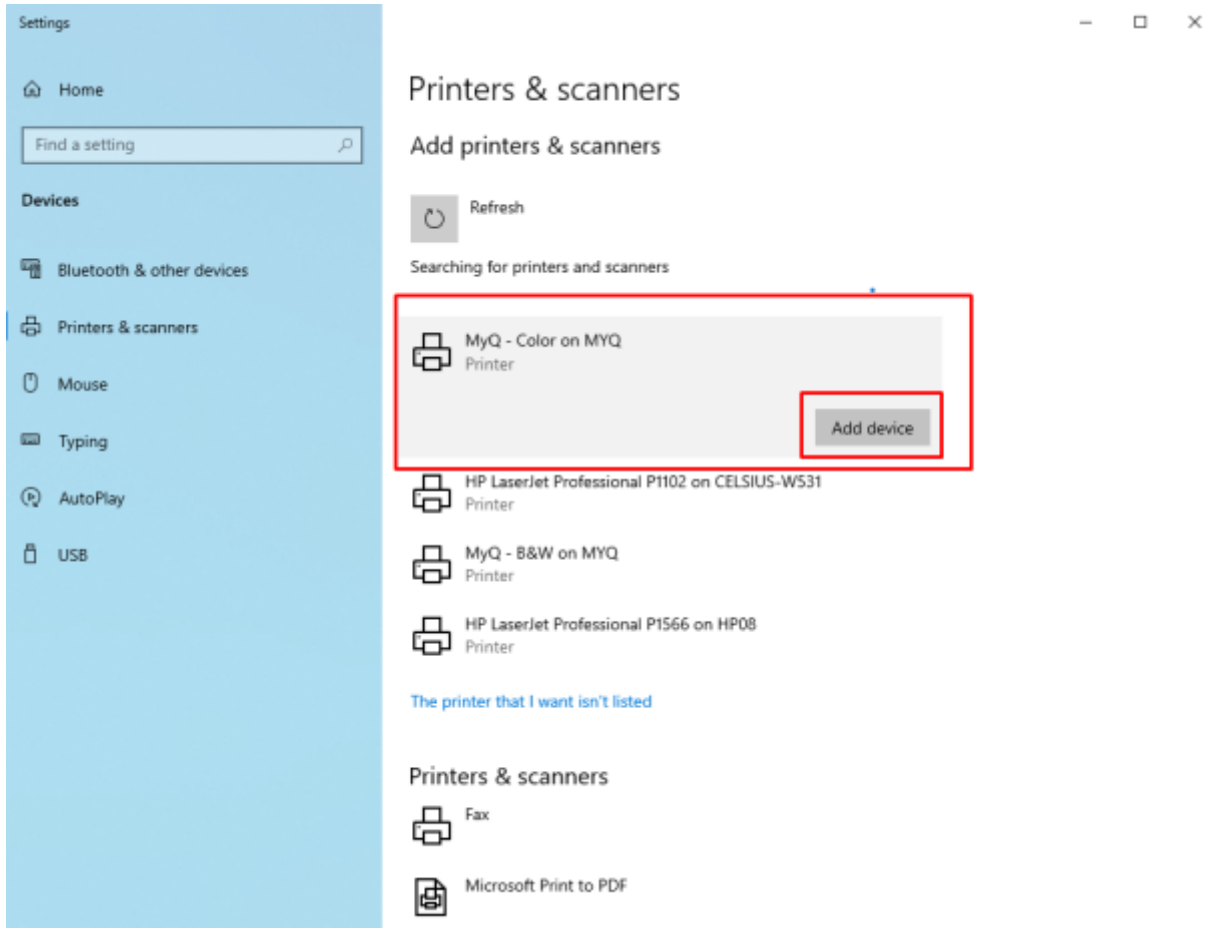 Settings
Home
Find a setting
Devices
Bluetooth & other devices
Printers & scanners
Mouse
Typing
AutoPlay
USB
Printers & scanners
Add printers & scanners
Refresh
Searching for printers and scanners
MyQ - Color on MYQ
Printer
Add device
HP LaserJet Professional P1102 on CELSIUS-W531
Printer
MyQ - B&W on MYQ
Printer
HP LaserJet Professional P1566 on HP08
Printer
The printer that I want isn't listed
Printers & scanners
Fax
Microsoft Print to PDF